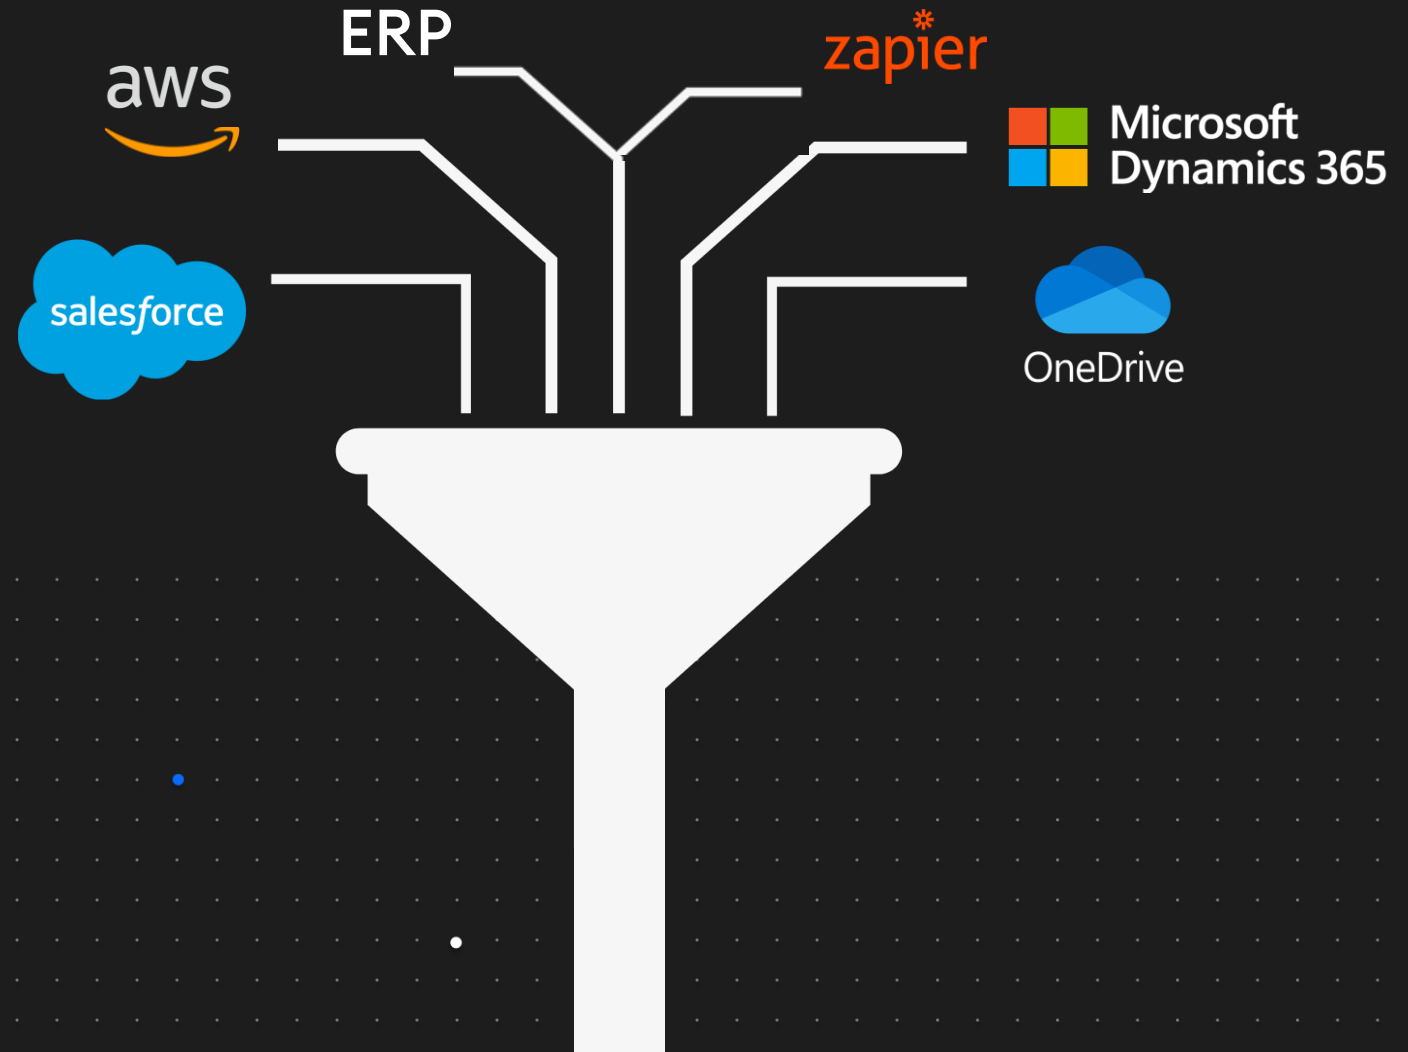 ERP
zapier
aws
Microsoft
Dynamics 365
salesforce
OneDrive